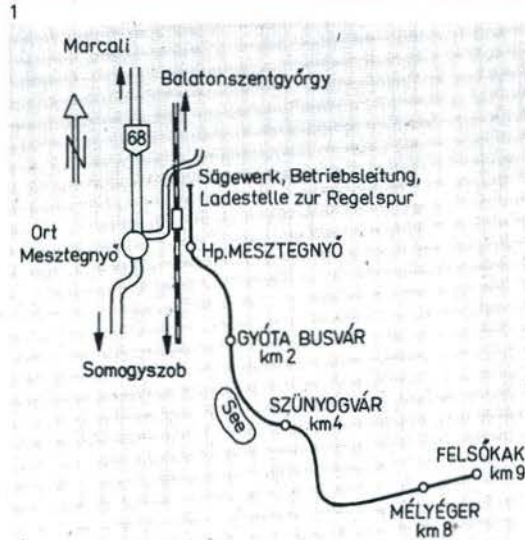 1
Marcali
Balatonszentgyörgy
68
Sägewerk, Betriebsleitung,
Ladestelle zur Regelspur
Ort
Mesztegnyő
Hp. MESZTEGNYŐ
GYÓTA BUSVÁR
km 2
Somogyszob
See
SZÜNYOGVÁR
km 4
FELSŐKAK
km 9
MÉLYÉGER
km 8